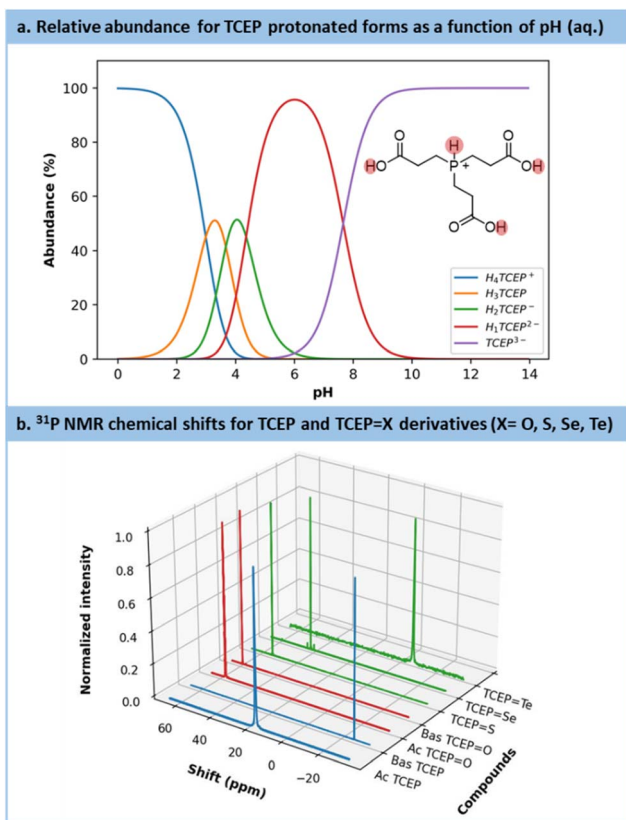 a. Relative abundance for TCEP protonated forms as a function of pH (aq.)
100
80
60
40
20
0
Abundance (%)
0 2 4 6 8 10 12 14
pH
O
HO
H
P
+
O
OH
O
OH
H₄TCEP⁺
H₃TCEP
H₂TCEP⁻
H₁TCEP²⁻
TCEP³⁻
b. ³¹P NMR chemical shifts for TCEP and TCEP=X derivatives (X= O, S, Se, Te)
1.0
0.8
0.6
0.4
0.2
0.0
Normalized intensity
60 40 20 0 −20
Shift (ppm)
TCEP=Te
TCEP=Se
TCEP=S
Bas TCEP=O
Ac TCEP=O
Bas TCEP
Ac TCEP
Compounds